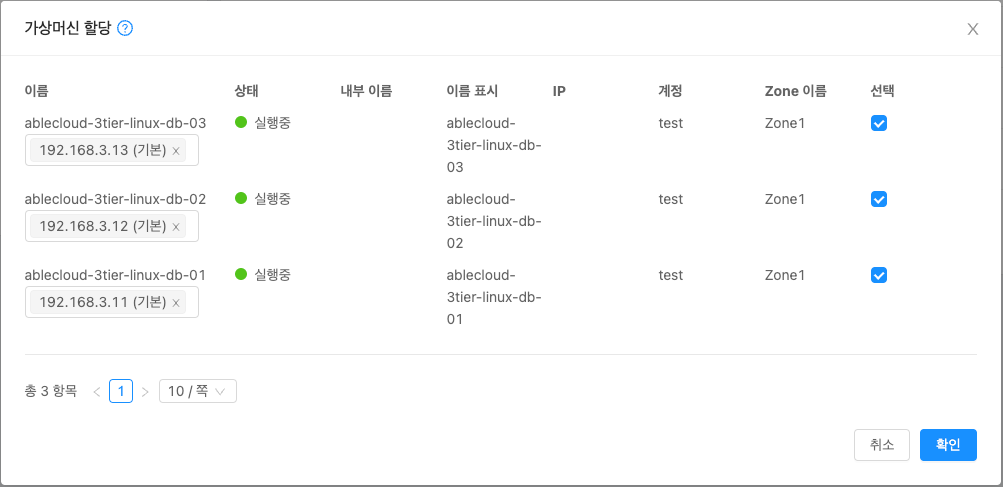 가상머신 할당 ?
이름 상태 내부 이름 이름 표시 IP 계정 Zone 이름 선택
ablecloud-3tier-linux-db-03 실행중 ablecloud- test Zone1
192.168.3.13 (기본) x 3tier-linux-db-
03
ablecloud-3tier-linux-db-02 실행중 ablecloud- test Zone1
192.168.3.12 (기본) x 3tier-linux-db-
02
ablecloud-3tier-linux-db-01 실행중 ablecloud- test Zone1
192.168.3.11 (기본) x 3tier-linux-db-
01
총 3 항목 < 1 > 10 / 쪽
취소 확인